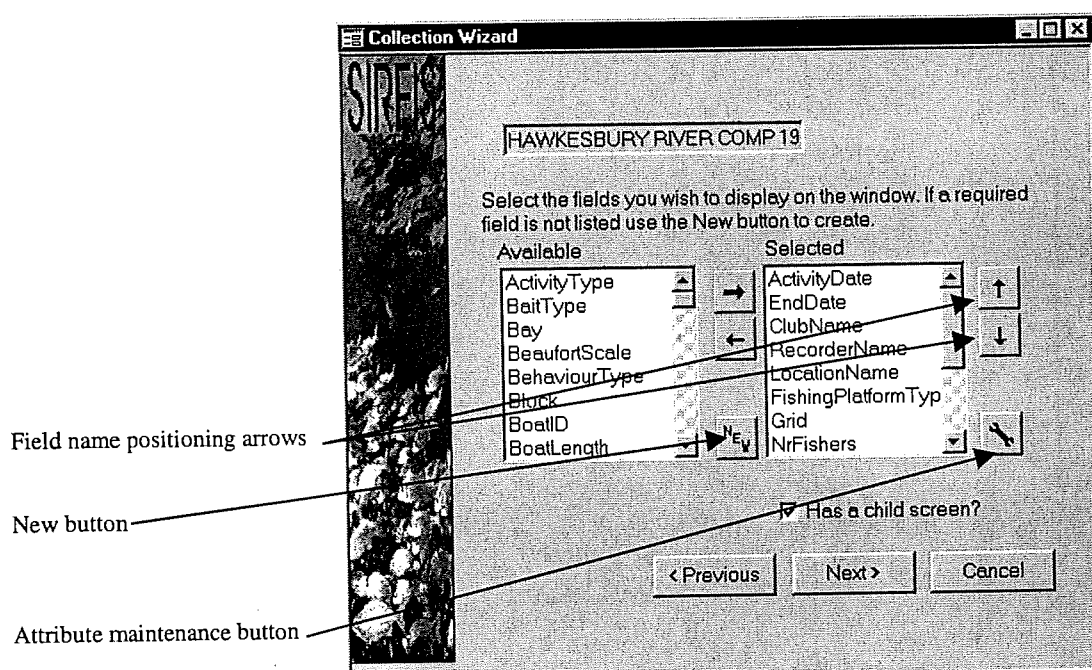 Collection Wizard
SIRFIS
HAWKESBURY RIVER COMP 19
Select the fields you wish to display on the window. If a required
field is not listed use the New button to create.
Available
Selected
ActivityType
BaitType
Bay
BeaufortScale
BehaviourType
Block
BoatID
BoatLength
NEW
ActivityDate
EndDate
ClubName
RecorderName
LocationName
FishingPlatformTyp
Grid
NrFishers
Has a child screen?
< Previous
Next >
Cancel
Field name positioning arrows
New button
Attribute maintenance button